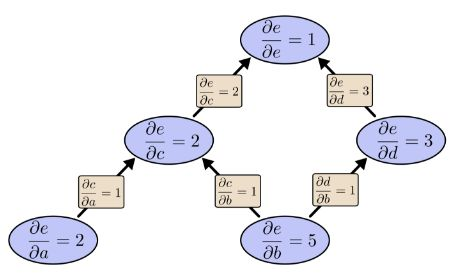 ∂e/∂e = 1
∂e/∂c = 2
∂e/∂d = 3
∂e/∂c = 2
∂e/∂d = 3
∂c/∂a = 1
∂c/∂b = 1
∂d/∂b = 1
∂e/∂a = 2
∂e/∂b = 5